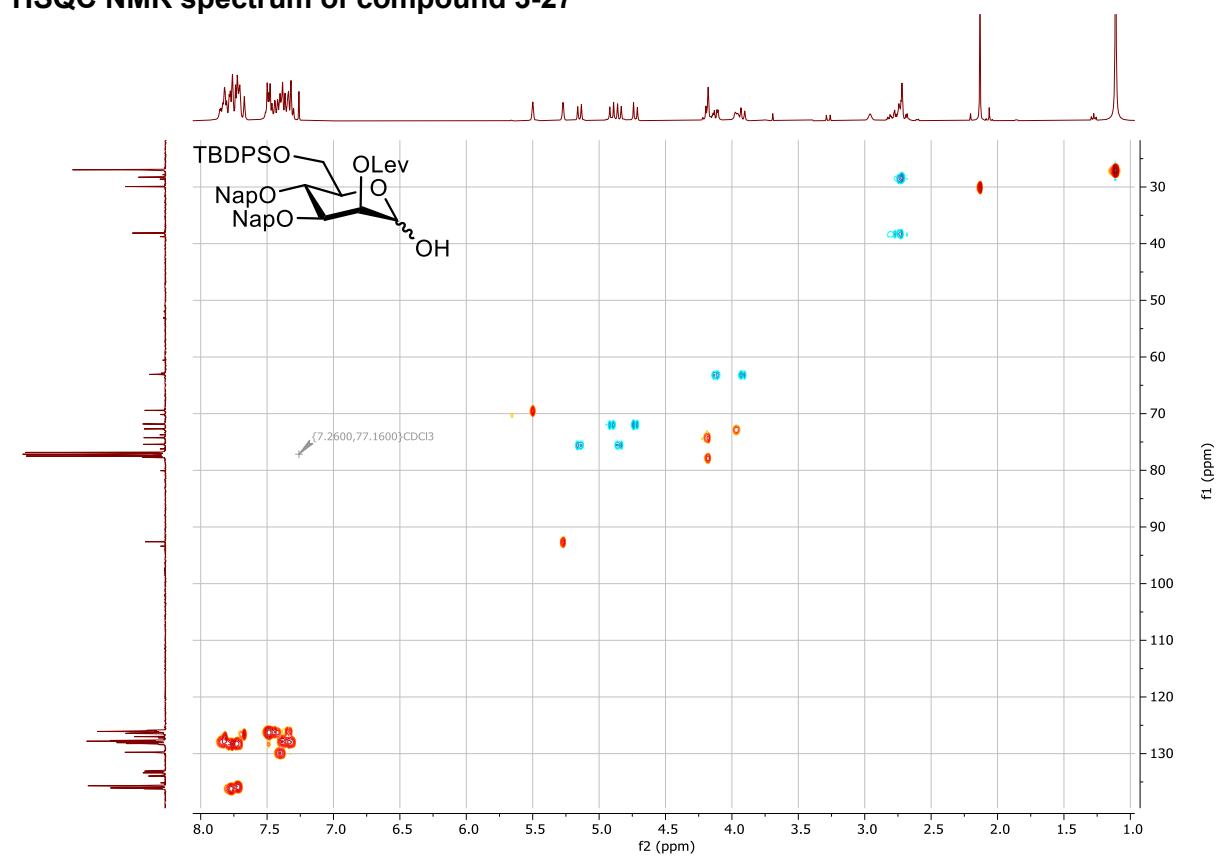 HSQC NMR spectrum of compound 3-27
TBDPSO
OLev
O
NapO
NapO
OH
{7.2600,77.1600}CDCl3
30
40
50
60
70
80
90
100
110
120
130
f1 (ppm)
8.0 7.5 7.0 6.5 6.0 5.5 5.0 4.5 4.0 3.5 3.0 2.5 2.0 1.5 1.0
f2 (ppm)